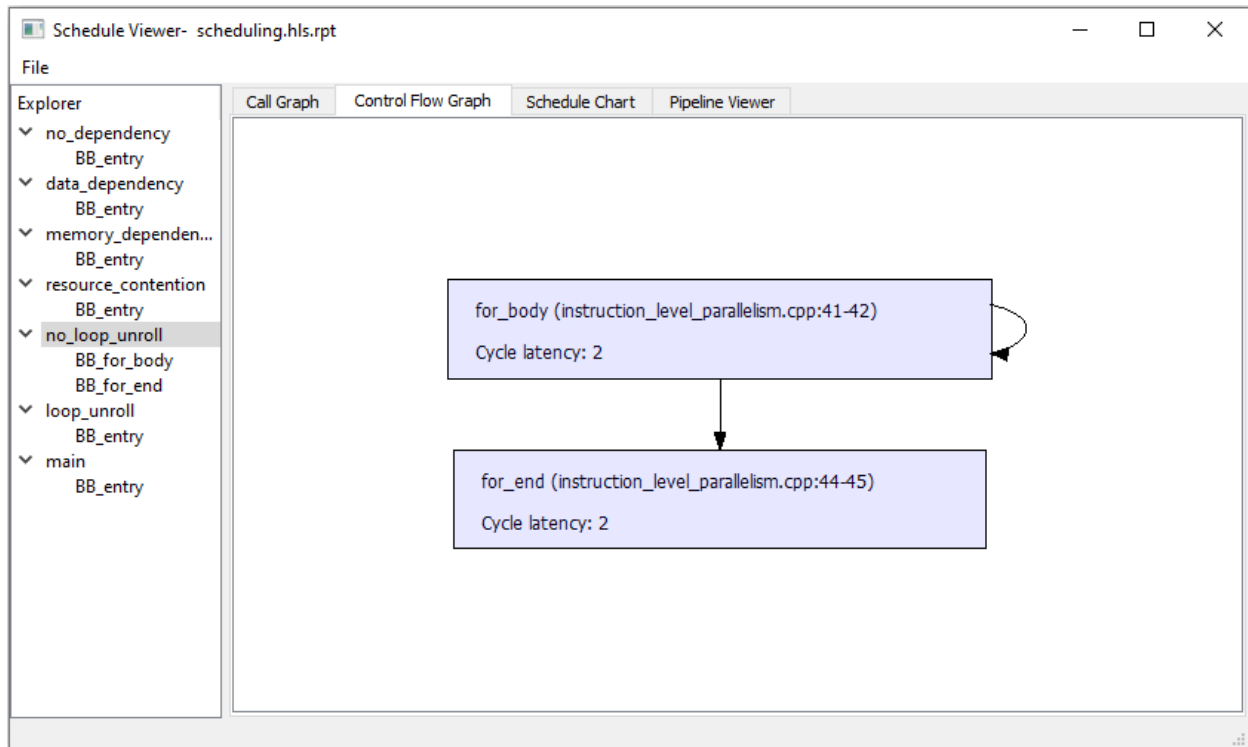 Schedule Viewer-  scheduling.hls.rpt
File
Explorer
no_dependency
BB_entry
data_dependency
BB_entry
memory_dependen...
BB_entry
resource_contention
BB_entry
no_loop_unroll
BB_for_body
BB_for_end
loop_unroll
BB_entry
main
BB_entry
Call Graph
Control Flow Graph
Schedule Chart
Pipeline Viewer
for_body (instruction_level_parallelism.cpp:41-42)
Cycle latency: 2
for_end (instruction_level_parallelism.cpp:44-45)
Cycle latency: 2